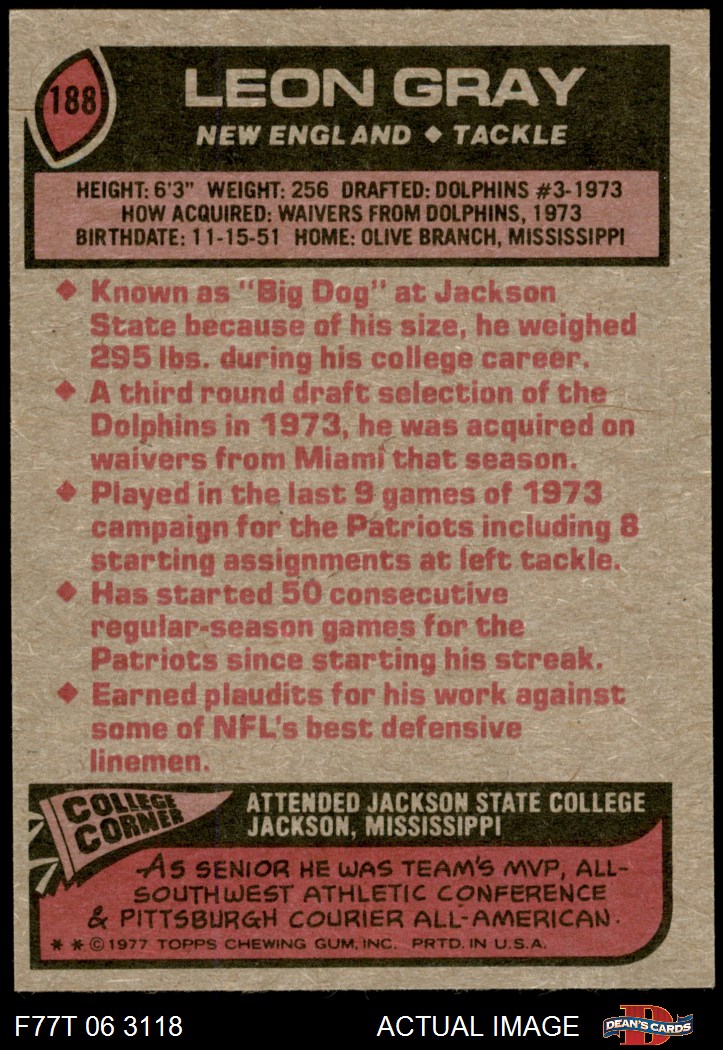 188
LEON GRAY
NEW ENGLAND ◆ TACKLE
HEIGHT: 6'3" WEIGHT: 256 DRAFTED: DOLPHINS #3-1973
HOW ACQUIRED: WAIVERS FROM DOLPHINS, 1973
BIRTHDATE: 11-15-51 HOME: OLIVE BRANCH, MISSISSIPPI
◆ Known as "Big Dog" at Jackson
State because of his size, he weighed
295 lbs. during his college career.
◆ A third round draft selection of the
Dolphins in 1973, he was acquired on
waivers from Miami that season.
◆ Played in the last 9 games of 1973
campaign for the Patriots including 8
starting assignments at left tackle.
◆ Has started 50 consecutive
regular-season games for the
Patriots since starting his streak.
◆ Earned plaudits for his work against
some of NFL's best defensive
linemen.
COLLEGE
CORNER
ATTENDED JACKSON STATE COLLEGE
JACKSON, MISSISSIPPI
AS SENIOR HE WAS TEAM'S MVP, ALL-
SOUTHWEST ATHLETIC CONFERENCE
& PITTSBURGH COURIER ALL-AMERICAN.
* * © 1977 TOPPS CHEWING GUM, INC. PRTD. IN U.S.A.
F77T 06 3118
ACTUAL IMAGE
D
DEAN'S CARDS